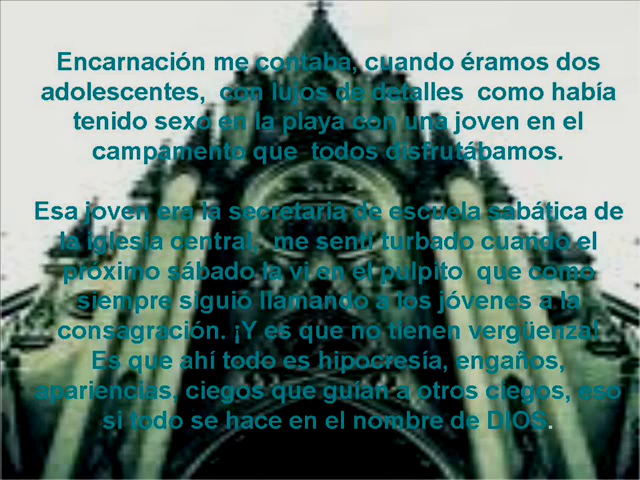 Encarnación me contaba, cuando éramos dos
adolescentes, con lujos de detalles como había
tenido sexo en la playa con una joven en el
campamento que todos disfrutábamos.
Esa joven era la secretaria de escuela sabática de
la iglesia central, me sentí turbado cuando el
próximo sábado la vi en el pulpito que como
siempre siguió llamando a los jóvenes a la
consagración. ¡Y es que no tienen vergüenza!
Es que ahí todo es hipocresía, engaños,
apariencias, ciegos que guían a otros ciegos, eso
si todo se hace en el nombre de DIOS.